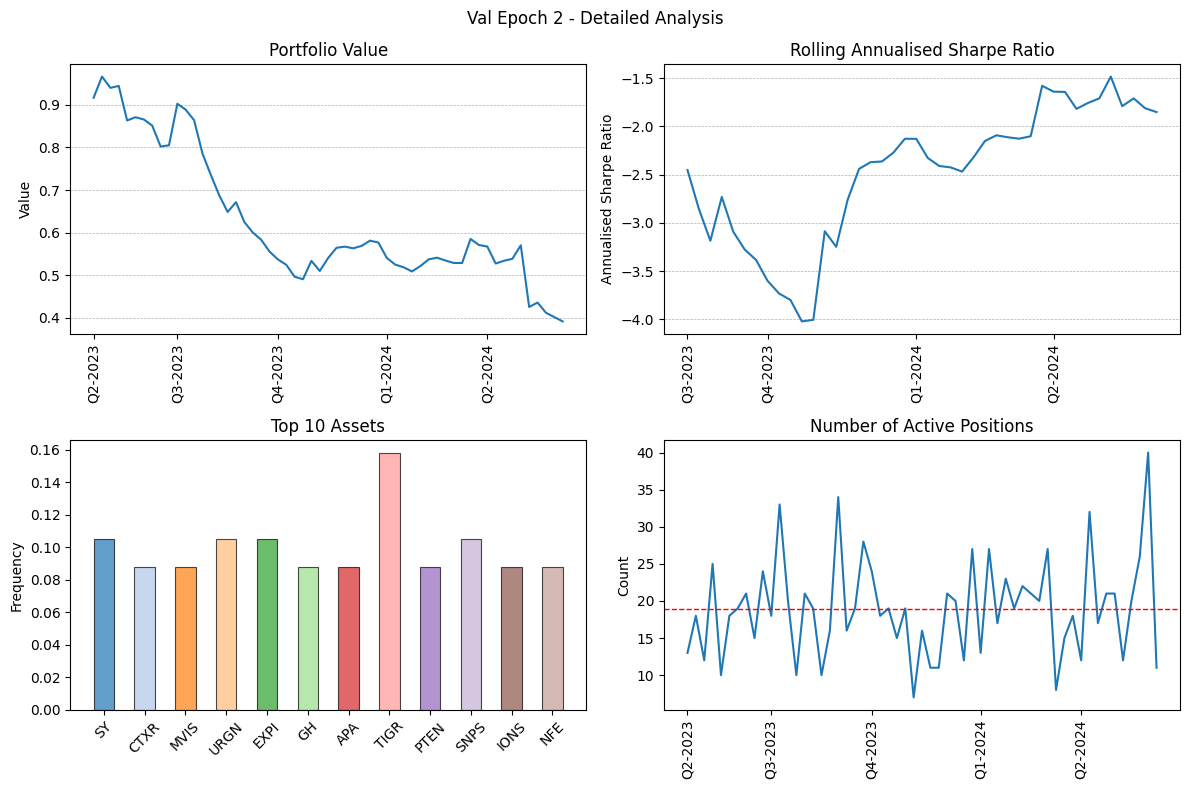 Val Epoch 2 - Detailed Analysis
Portfolio Value
Value
0.9
0.8
0.7
0.6
0.5
0.4
Q2-2023
Q3-2023
Q4-2023
Q1-2024
Q2-2024
Rolling Annualised Sharpe Ratio
Annualised Sharpe Ratio
−1.5
−2.0
−2.5
−3.0
−3.5
−4.0
Q3-2023
Q4-2023
Q1-2024
Q2-2024
Top 10 Assets
Frequency
0.16
0.14
0.12
0.10
0.08
0.06
0.04
0.02
0.00
SY
CTXR
MVIS
URGN
EXPI
GH
APA
TIGR
PTEN
SNPS
IONS
NFE
Number of Active Positions
Count
40
35
30
25
20
15
10
Q2-2023
Q3-2023
Q4-2023
Q1-2024
Q2-2024